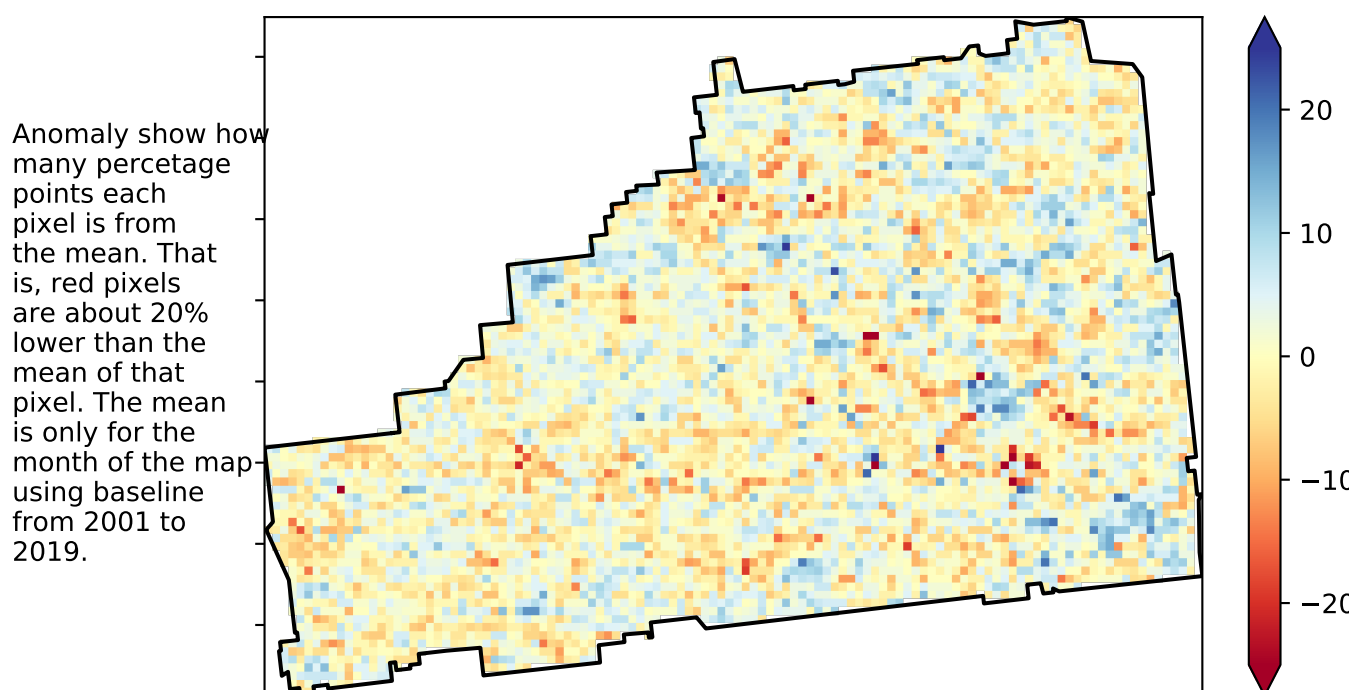 Anomaly show how
many percetage
points each
pixel is from
the mean. That
is, red pixels
are about 20%
lower than the
mean of that
pixel. The mean
is only for the
month of the map
using baseline
from 2001 to
2019.
20
10
0
−10
−20